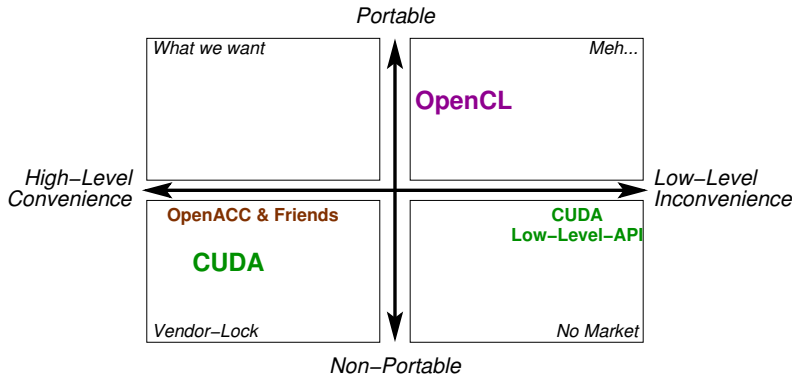 Portable
What we want
Meh...
OpenCL
High-Level
Convenience
Low-Level
Inconvenience
OpenACC & Friends
CUDA
CUDA
Low-Level-API
Vendor-Lock
No Market
Non-Portable